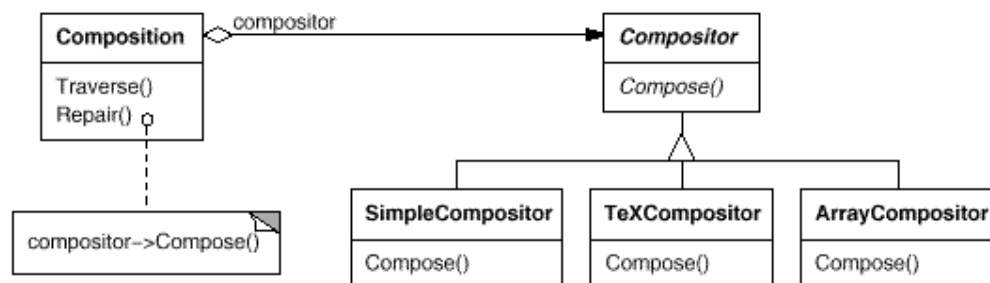 Composition
Traverse()
Repair()
compositor
Compositor
Compose()
compositor->Compose()
SimpleCompositor
Compose()
TeXCompositor
Compose()
ArrayCompositor
Compose()